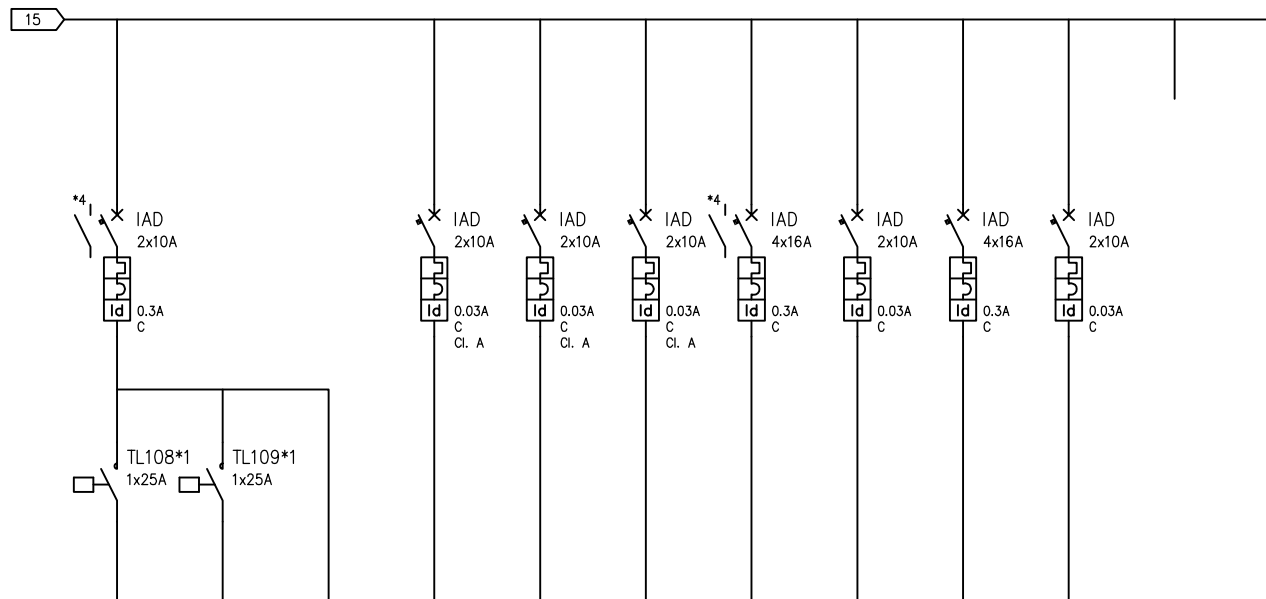 15
*4
IAD
2x10A
Id
0.3A
C
IAD
2x10A
Id
0.03A
C
Cl. A
IAD
2x10A
Id
0.03A
C
Cl. A
IAD
2x10A
Id
0.03A
C
Cl. A
*4
IAD
4x16A
Id
0.3A
C
IAD
2x10A
Id
0.03A
C
IAD
4x16A
Id
0.3A
C
IAD
2x10A
Id
0.03A
C
TL108*1
1x25A
TL109*1
1x25A